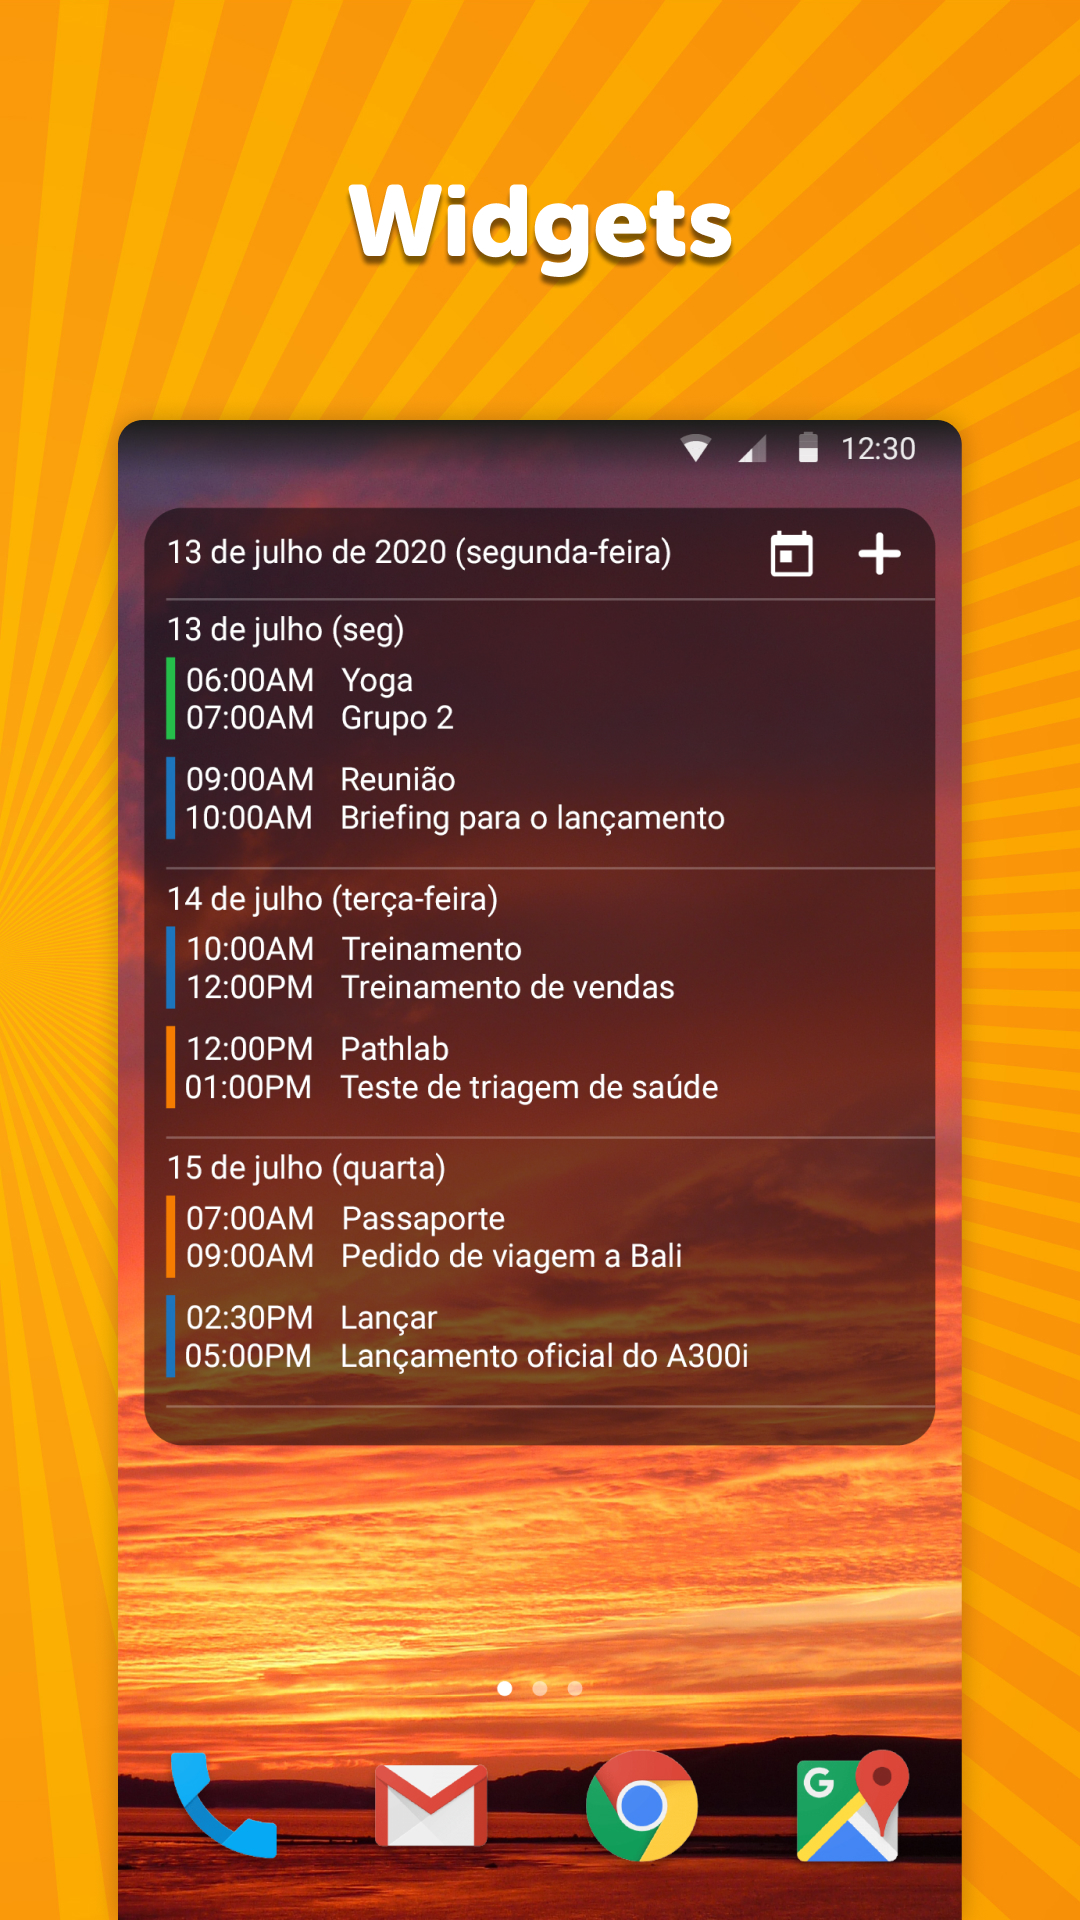 Widgets
12:30
13 de julho de 2020 (segunda-feira)
13 de julho (seg)
06:00AM Yoga
07:00AM Grupo 2
09:00AM Reunião
10:00AM Briefing para o lançamento
14 de julho (terça-feira)
10:00AM Treinamento
12:00PM Treinamento de vendas
12:00PM Pathlab
01:00PM Teste de triagem de saúde
15 de julho (quarta)
07:00AM Passaporte
09:00AM Pedido de viagem a Bali
02:30PM Lançar
05:00PM Lançamento oficial do A300i
G